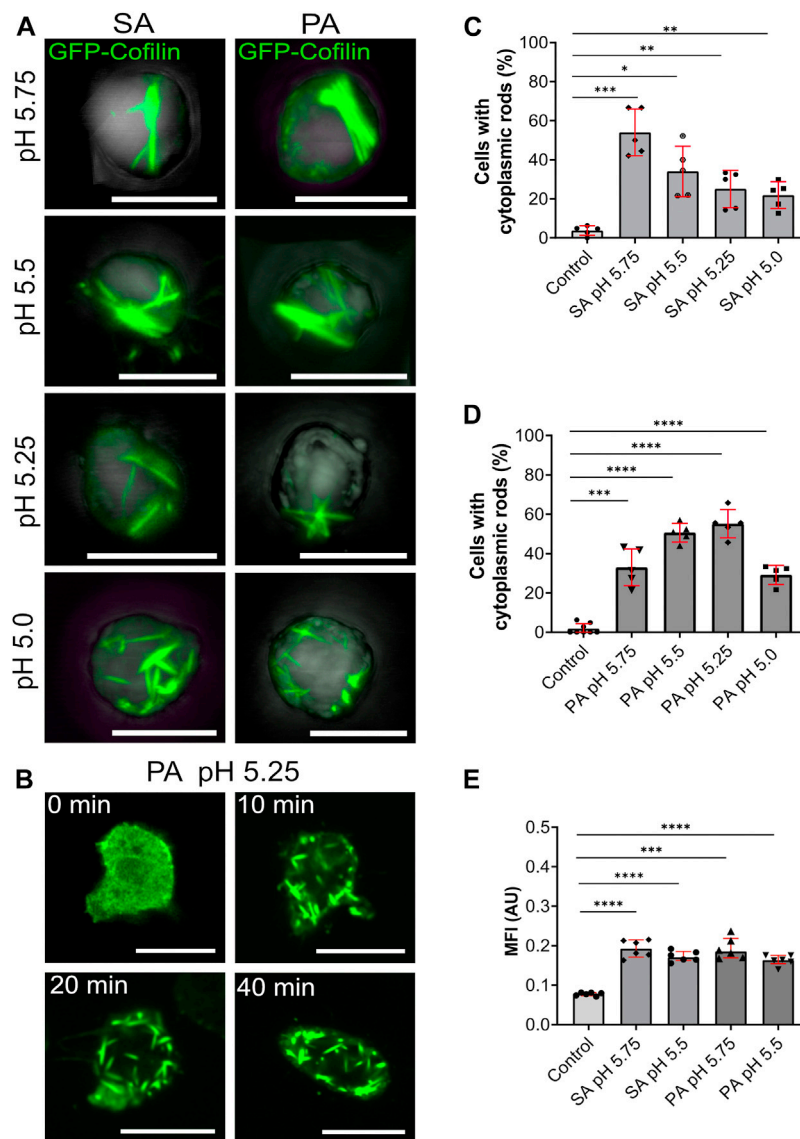 A
SA
PA
GFP-Cofilin
GFP-Cofilin
pH 5.75
pH 5.5
pH 5.25
pH 5.0
B
PA pH 5.25
0 min
10 min
20 min
40 min
C
Cells with
cytoplasmic rods (%)
100
80
60
40
20
0
**
**
*
***
Control
SA pH 5.75
SA pH 5.5
SA pH 5.25
SA pH 5.0
D
Cells with
cytoplasmic rods (%)
100
80
60
40
20
0
****
****
****
***
Control
PA pH 5.75
PA pH 5.5
PA pH 5.25
PA pH 5.0
E
MFI (AU)
0.5
0.4
0.3
0.2
0.1
0.0
****
***
****
****
Control
SA pH 5.75
SA pH 5.5
PA pH 5.75
PA pH 5.5